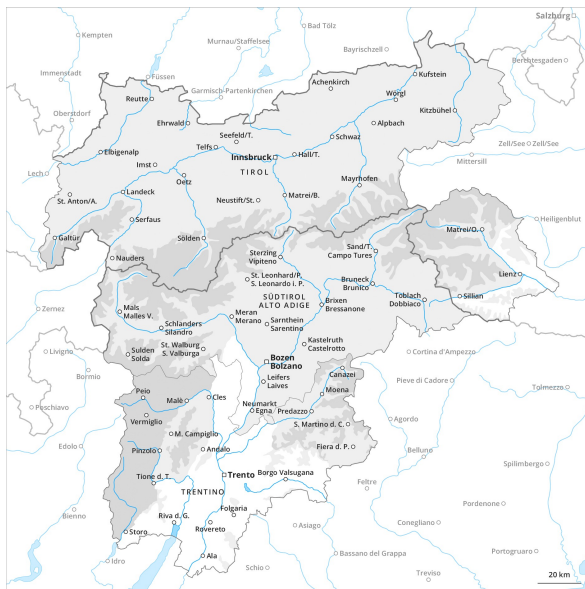 Salzburg
Bad Tölz
Kempten
Murnau/Staffelsee
Bayrischzell
Berchtesgaden
Immenstadt
Füssen
Kufstein
Achenkirch
Garmisch-Partenkirchen
Reutte
Wörgl
Oberstdorf
Kitzbühel
Ehrwald
Alpbach
Seefeld/T.
Schwaz
Zell/See
Zell/See
Telfs
Elbigenalp
Innsbruck
Hall/T.
Mittersill
Imst
TIROL
Lech
Oetz
Mayrhofen
Landeck
St. Anton/A.
Neustift/St.
Matrei/B.
Serfaus
Heiligenblut
Matrei/O.
Galtür
Sölden
Sand/T.
Campo Tures
Nauders
Sterzing
Vipiteno
Lienz
St. Leonhard/P.
S. Leonardo i. P.
Bruneck
Brunico
SÜDTIROL
ALTO ADIGE
Toblach
Dobbiaco
Sillian
Brixen
Bressanone
Zernez
Mals
Malles V.
Meran
Merano
Schlanders
Silandro
Sarnthein
Sarentino
Kastelruth
Castelrotto
St. Walburg
S. Valburga
Livigno
Sulden
Solda
Cortina d'Ampezzo
Bozen
Bolzano
Canazei
Bormio
Leifers
Laives
Pieve di Cadore
Tolmezzo
Peio
Moena
Cles
Malè
Poschiavo
Neumarkt
Egna
Predazzo
Vermiglio
Agordo
S. Martino d. C.
M. Campiglio
Edolo
Fiera d. P.
Pinzolo
Andalo
Belluno
Spilimbergo
Trento
Borgo Valsugana
Tione d. T.
Feltre
TRENTINO
Pordenone
Folgaria
Bienno
Riva d. G.
Conegliano
Rovereto
Asiago
Storo
Portogruaro
Bassano del Grappa
Ala
Idro
Schio
Treviso
20 km